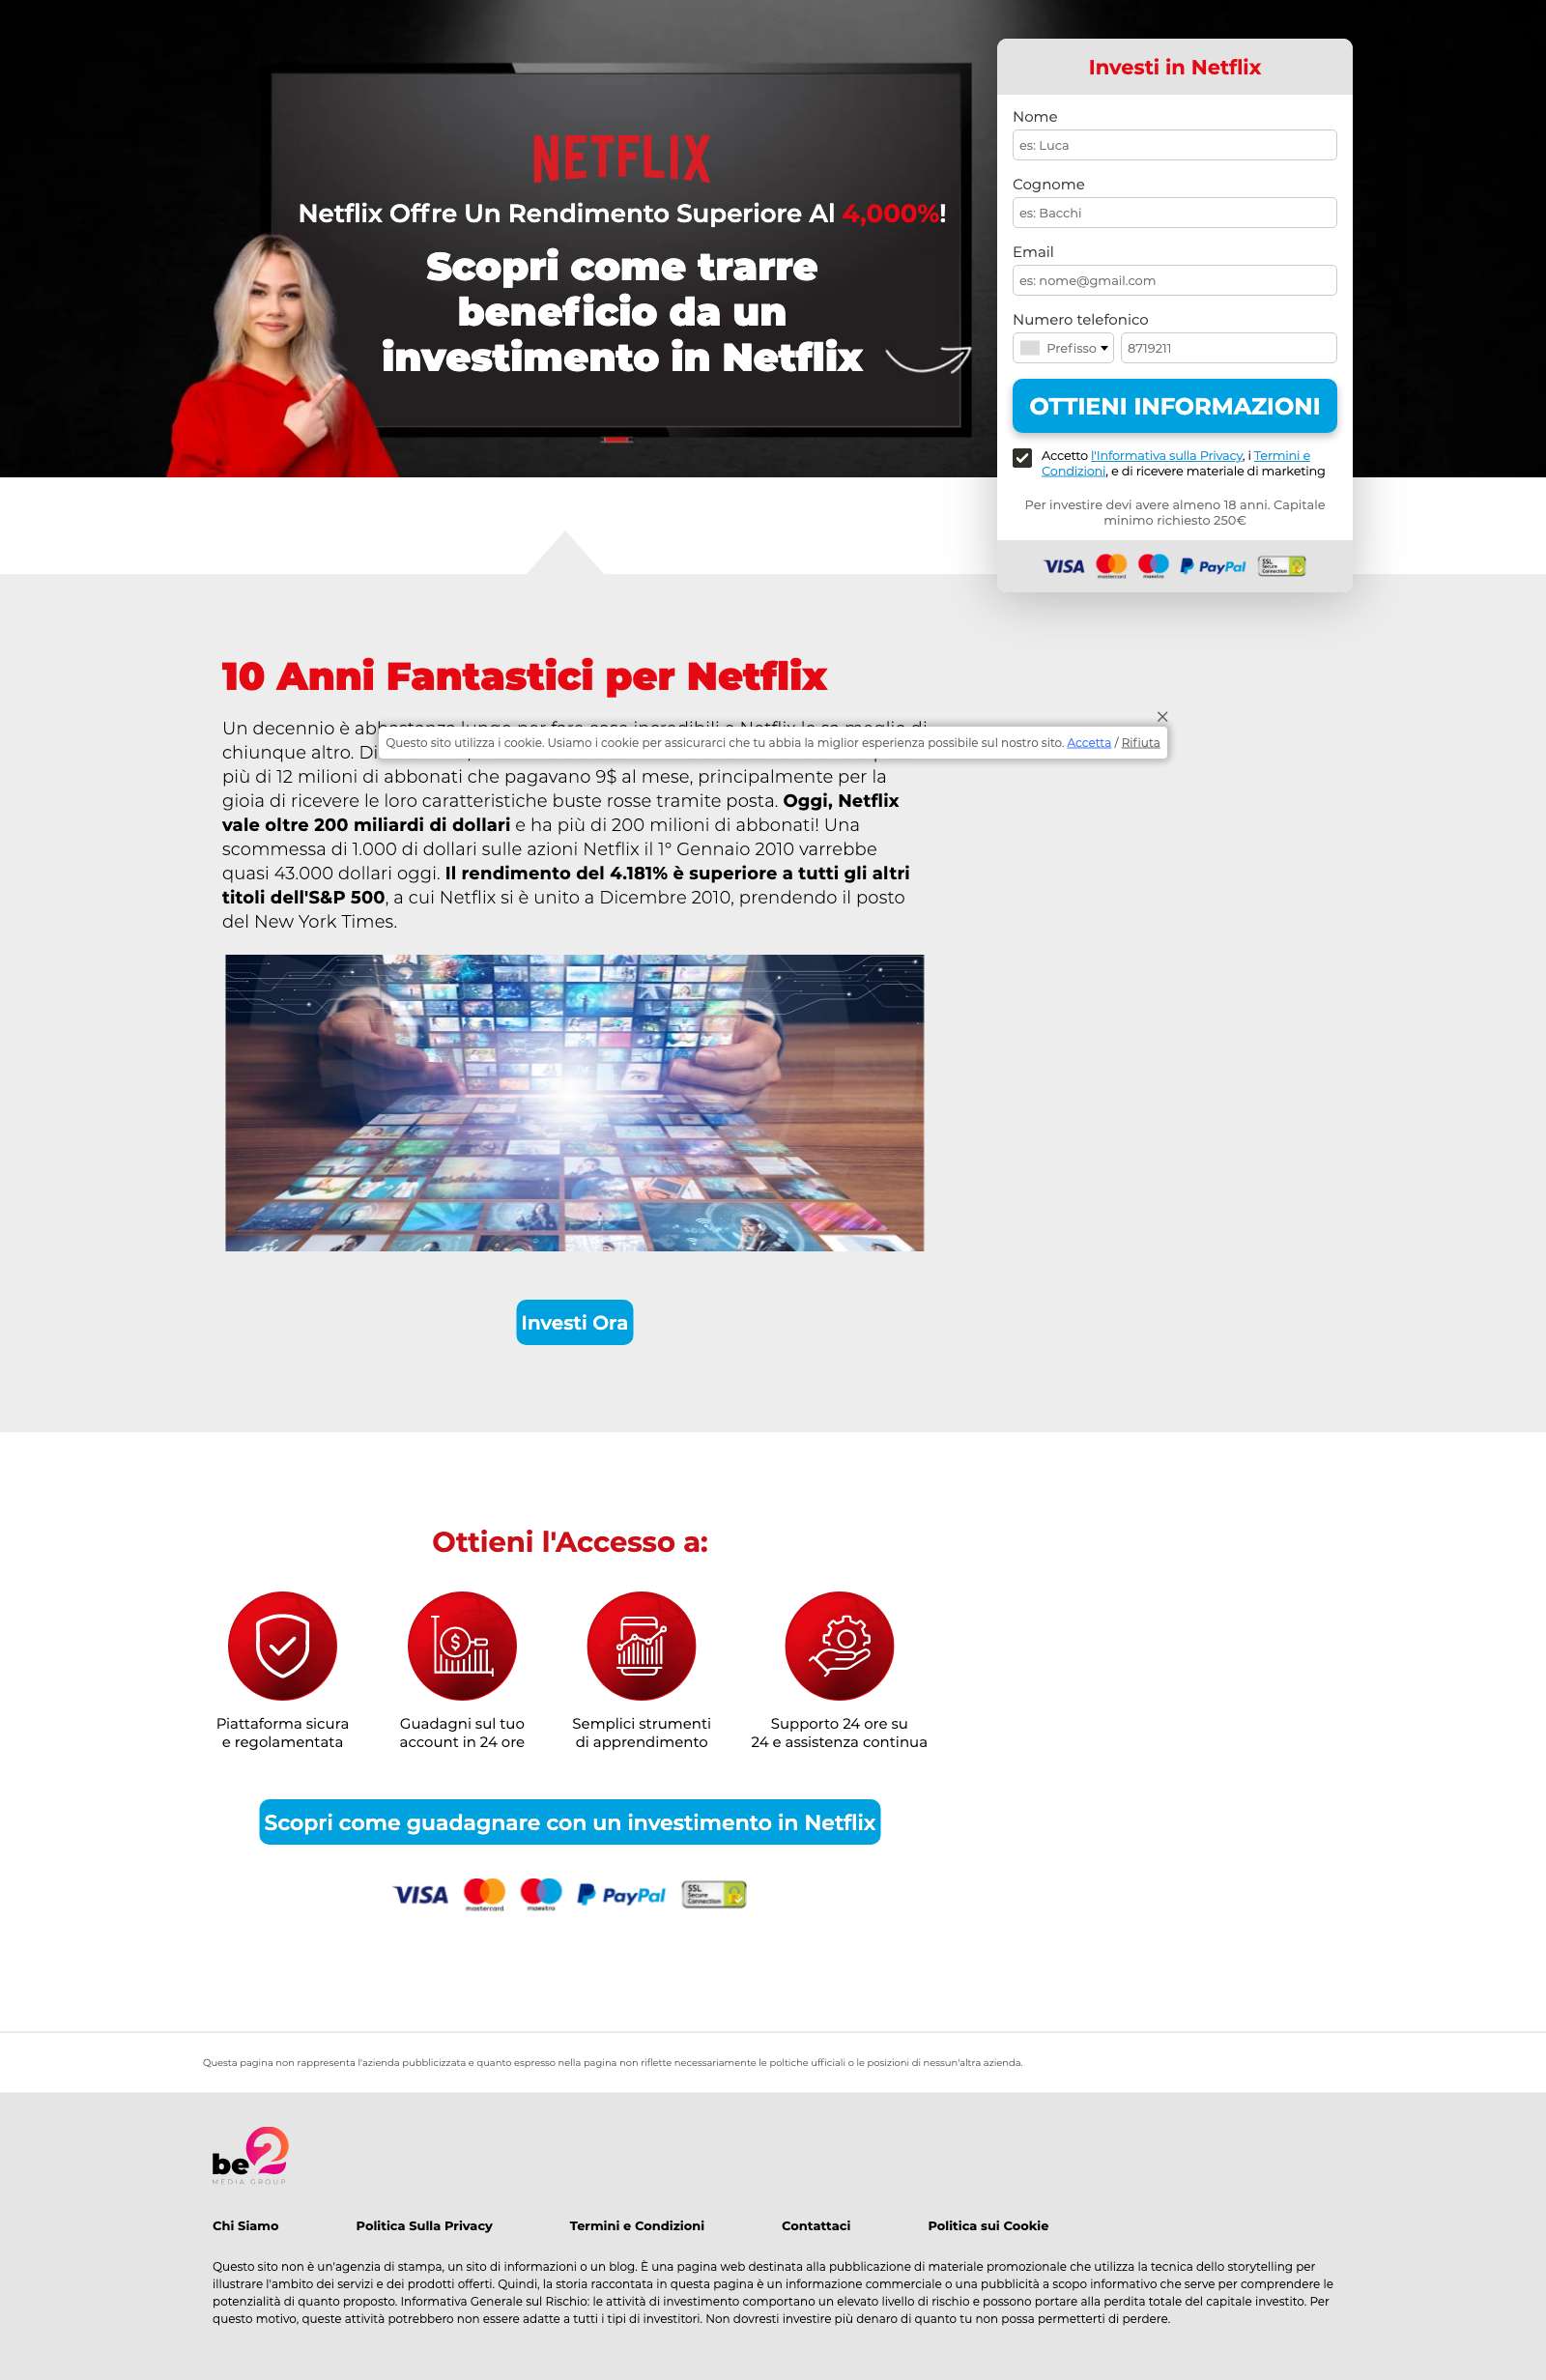 NETFLIX
Netflix Offre Un Rendimento Superiore Al 4,000%!
Scopri come trarre
beneficio da un
investimento in Netflix
Investi in Netflix
Nome
es: Luca
Cognome
es: Bacchi
Email
es: nome@gmail.com
Numero telefonico
Prefisso
8719211
OTTIENI INFORMAZIONI
Accetto l'Informativa sulla Privacy, i Termini e
Condizioni, e di ricevere materiale di marketing
Per investire devi avere almeno 18 anni. Capitale
minimo richiesto 250€
VISA mastercard maestro PayPal SSL Secure Connection
10 Anni Fantastici per Netflix
Un decennio è abbastanza lungo per fare cose incredibili e Netflix lo sa meglio di
Questo sito utilizza i cookie. Usiamo i cookie per assicurarci che tu abbia la miglior esperienza possibile sul nostro sito. Accetta / Rifiuta
chiunque altro.
più di 12 milioni di abbonati che pagavano 9$ al mese, principalmente per la
gioia di ricevere le loro caratteristiche buste rosse tramite posta. Oggi, Netflix
vale oltre 200 miliardi di dollari e ha più di 200 milioni di abbonati! Una
scommessa di 1.000 di dollari sulle azioni Netflix il 1° Gennaio 2010 varrebbe
quasi 43.000 dollari oggi. Il rendimento del 4.181% è superiore a tutti gli altri
titoli dell'S&P 500, a cui Netflix si è unito a Dicembre 2010, prendendo il posto
del New York Times.
Investi Ora
Ottieni l'Accesso a:
Piattaforma sicura
e regolamentata
Guadagni sul tuo
account in 24 ore
Semplici strumenti
di apprendimento
Supporto 24 ore su
24 e assistenza continua
Scopri come guadagnare con un investimento in Netflix
VISA mastercard maestro PayPal SSL Secure Connection
Questa pagina non rappresenta l'azienda pubblicizzata e quanto espresso nella pagina non riflette necessariamente le poltiche ufficiali o le posizioni di nessun'altra azienda.
be2
MEDIA GROUP
Chi Siamo Politica Sulla Privacy Termini e Condizioni Contattaci Politica sui Cookie
Questo sito non è un'agenzia di stampa, un sito di informazioni o un blog. È una pagina web destinata alla pubblicazione di materiale promozionale che utilizza la tecnica dello storytelling per
illustrare l'ambito dei servizi e dei prodotti offerti. Quindi, la storia raccontata in questa pagina è un informazione commerciale o una pubblicità a scopo informativo che serve per comprendere le
potenzialità di quanto proposto. Informativa Generale sul Rischio: le attività di investimento comportano un elevato livello di rischio e possono portare alla perdita totale del capitale investito. Per
questo motivo, queste attività potrebbero non essere adatte a tutti i tipi di investitori. Non dovresti investire più denaro di quanto tu non possa permetterti di perdere.